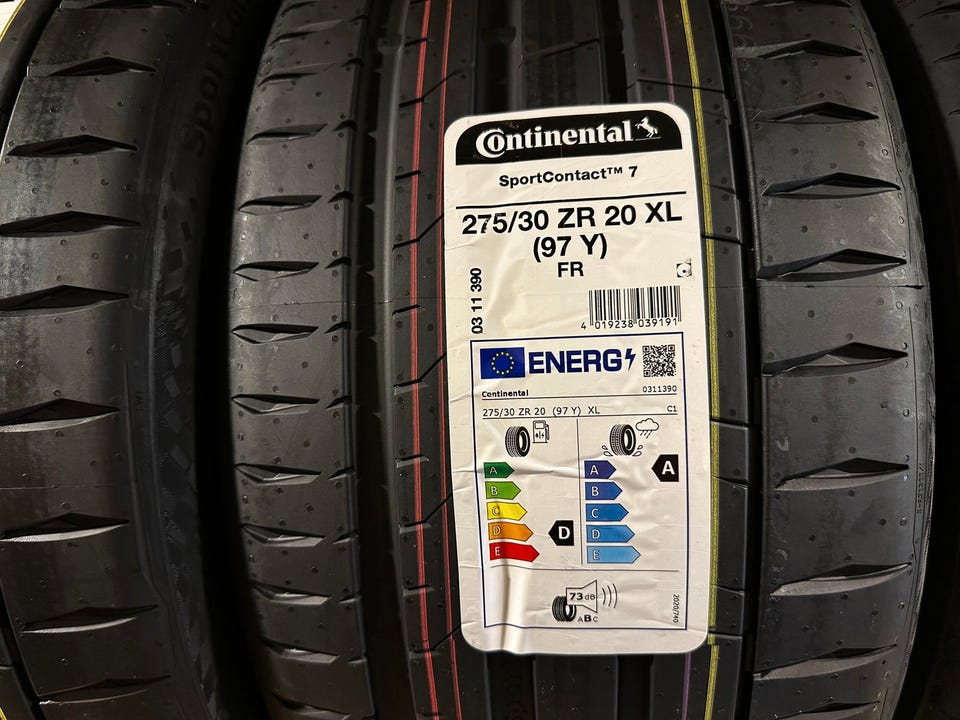 Continental
SportContact™ 7
275/30 ZR 20 XL
(97 Y)
FR
03 11 390
4 019238 039191
ENERG
Continental 0311390
275/30 ZR 20 (97 Y) XL C1
A
B
C
D
E
D
A
B
C
D
E
A
73 dB
ABC
2020/740